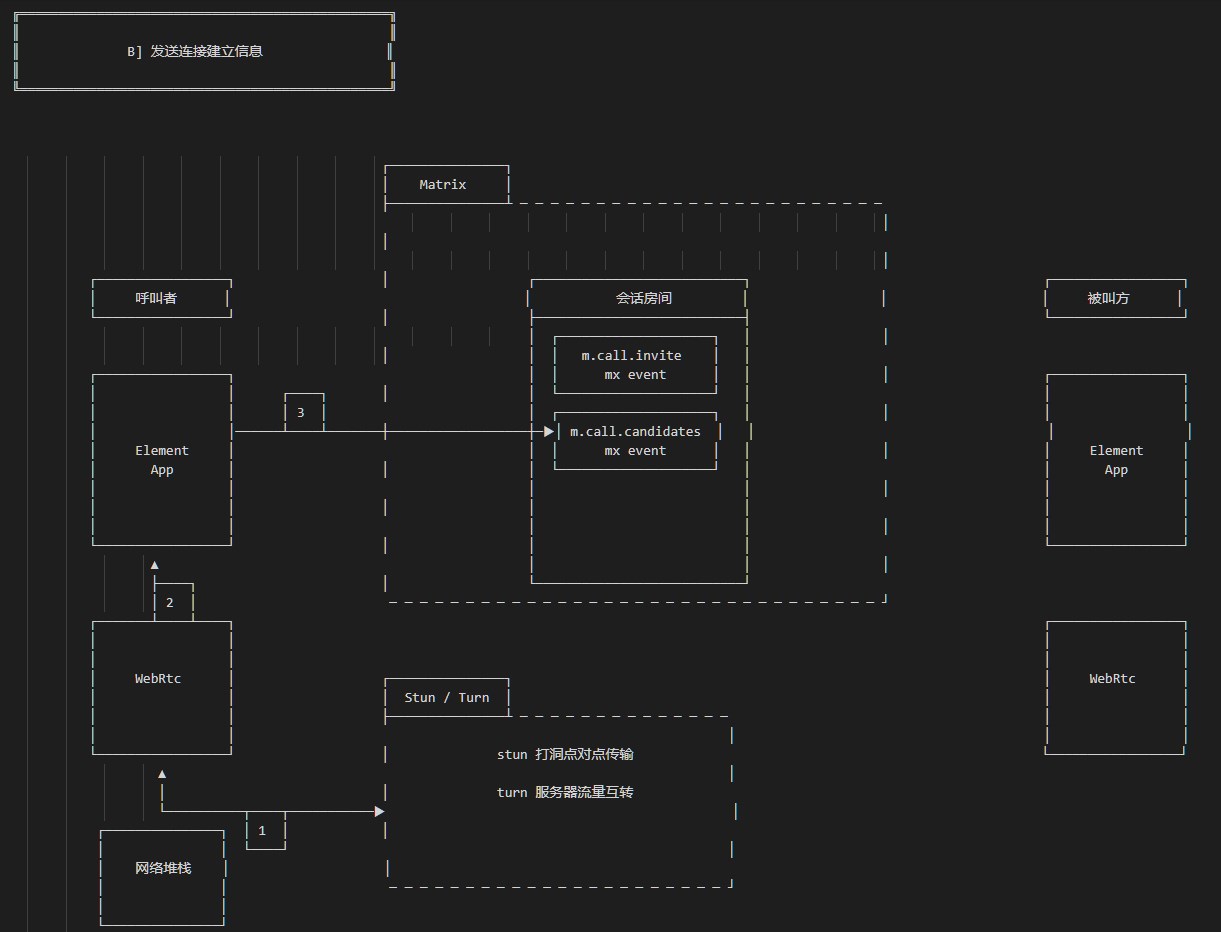 B] 发送连接建立信息
Matrix
呼叫者
会话房间
被叫方
m.call.invite
mx event
3
m.call.candidates
mx event
Element
App
Element
App
2
WebRtc
WebRtc
Stun / Turn
stun 打洞点对点传输
turn 服务器流量互转
1
网络堆栈